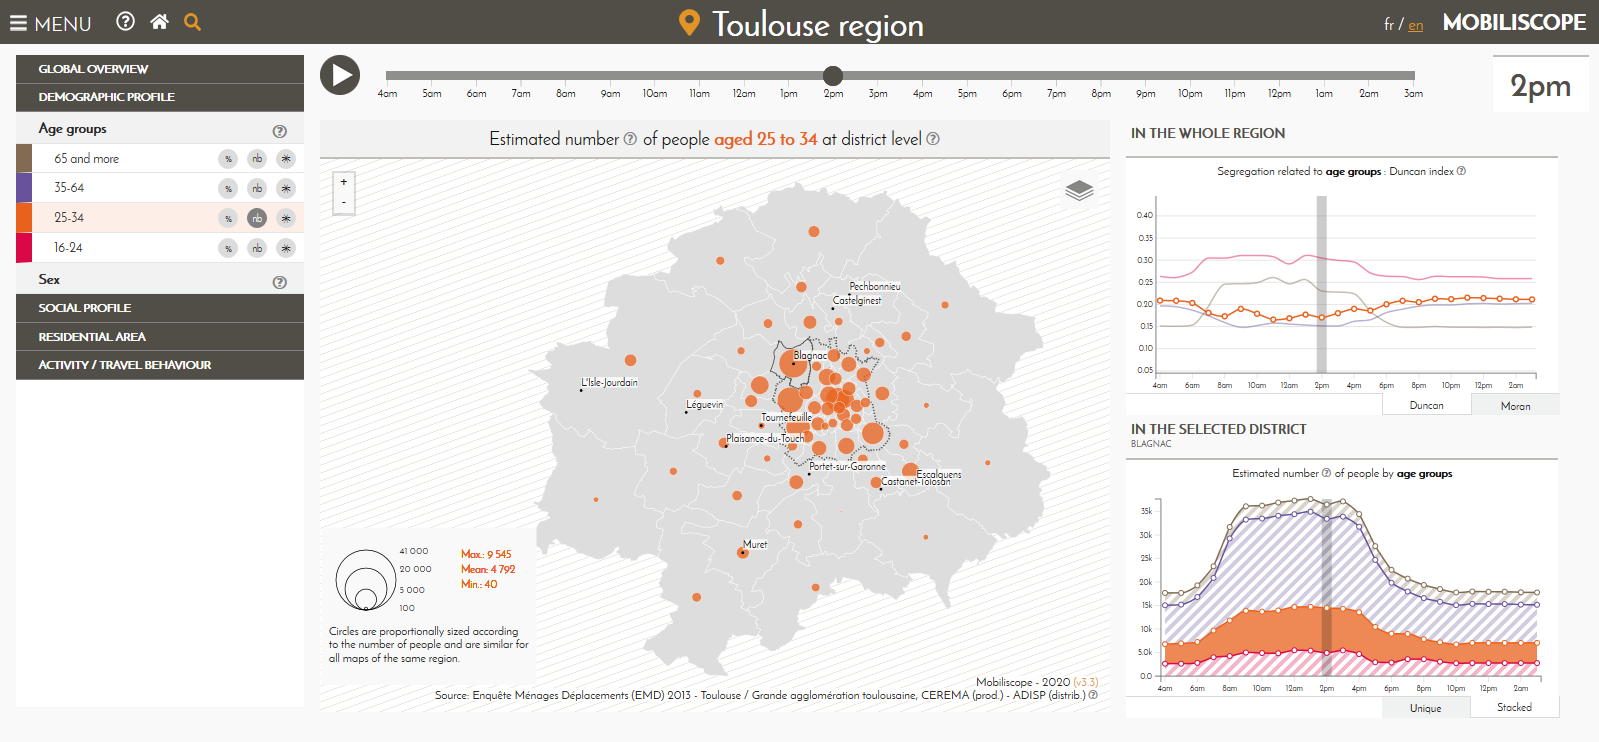 MENU
Toulouse region
fr / en
MOBILISCOPE
GLOBAL OVERVIEW
DEMOGRAPHIC PROFILE
Age groups ?
65 and more % nb *
35-64 % nb *
25-34 % nb *
16-24 % nb *
Sex ?
SOCIAL PROFILE
RESIDENTIAL AREA
ACTIVITY / TRAVEL BEHAVIOUR
4am 5am 6am 7am 8am 9am 10am 11am 12am 1pm 2pm 3pm 4pm 5pm 6pm 7pm 8pm 9pm 10pm 11pm 12pm 1am 2am 3am
2pm
Estimated number ? of people aged 25 to 34 at district level ?
+
-
Pechbonnieu
Castelginest
Blagnac
L'Isle-Jourdain
Léguevin
Tournefeuille
Plaisance-du-Touch
Portet-sur-Garonne
Escalquens
Castanet-Tolosan
Muret
41 000
20 000
5 000
100
Max.: 9 545
Mean: 4 792
Min.: 40
Circles are proportionally sized according
to the number of people and are similar for
all maps of the same region.
Mobiliscope - 2020 (v3.3)
Source: Enquête Ménages Déplacements (EMD) 2013 - Toulouse / Grande agglomération toulousaine, CEREMA (prod.) - ADISP (distrib.) ?
IN THE WHOLE REGION
Segregation related to age groups : Duncan index ?
0.40
0.35
0.30
0.25
0.20
0.15
0.10
0.05
4am 6am 8am 10am 12am 2pm 4pm 6pm 8pm 10pm 12pm 2am
Duncan
Moran
IN THE SELECTED DISTRICT
BLAGNAC
Estimated number ? of people by age groups
35k
30k
25k
20k
15k
10k
5.0k
0.0
4am 6am 8am 10am 12am 2pm 4pm 6pm 8pm 10pm 12pm 2am
Unique
Stacked